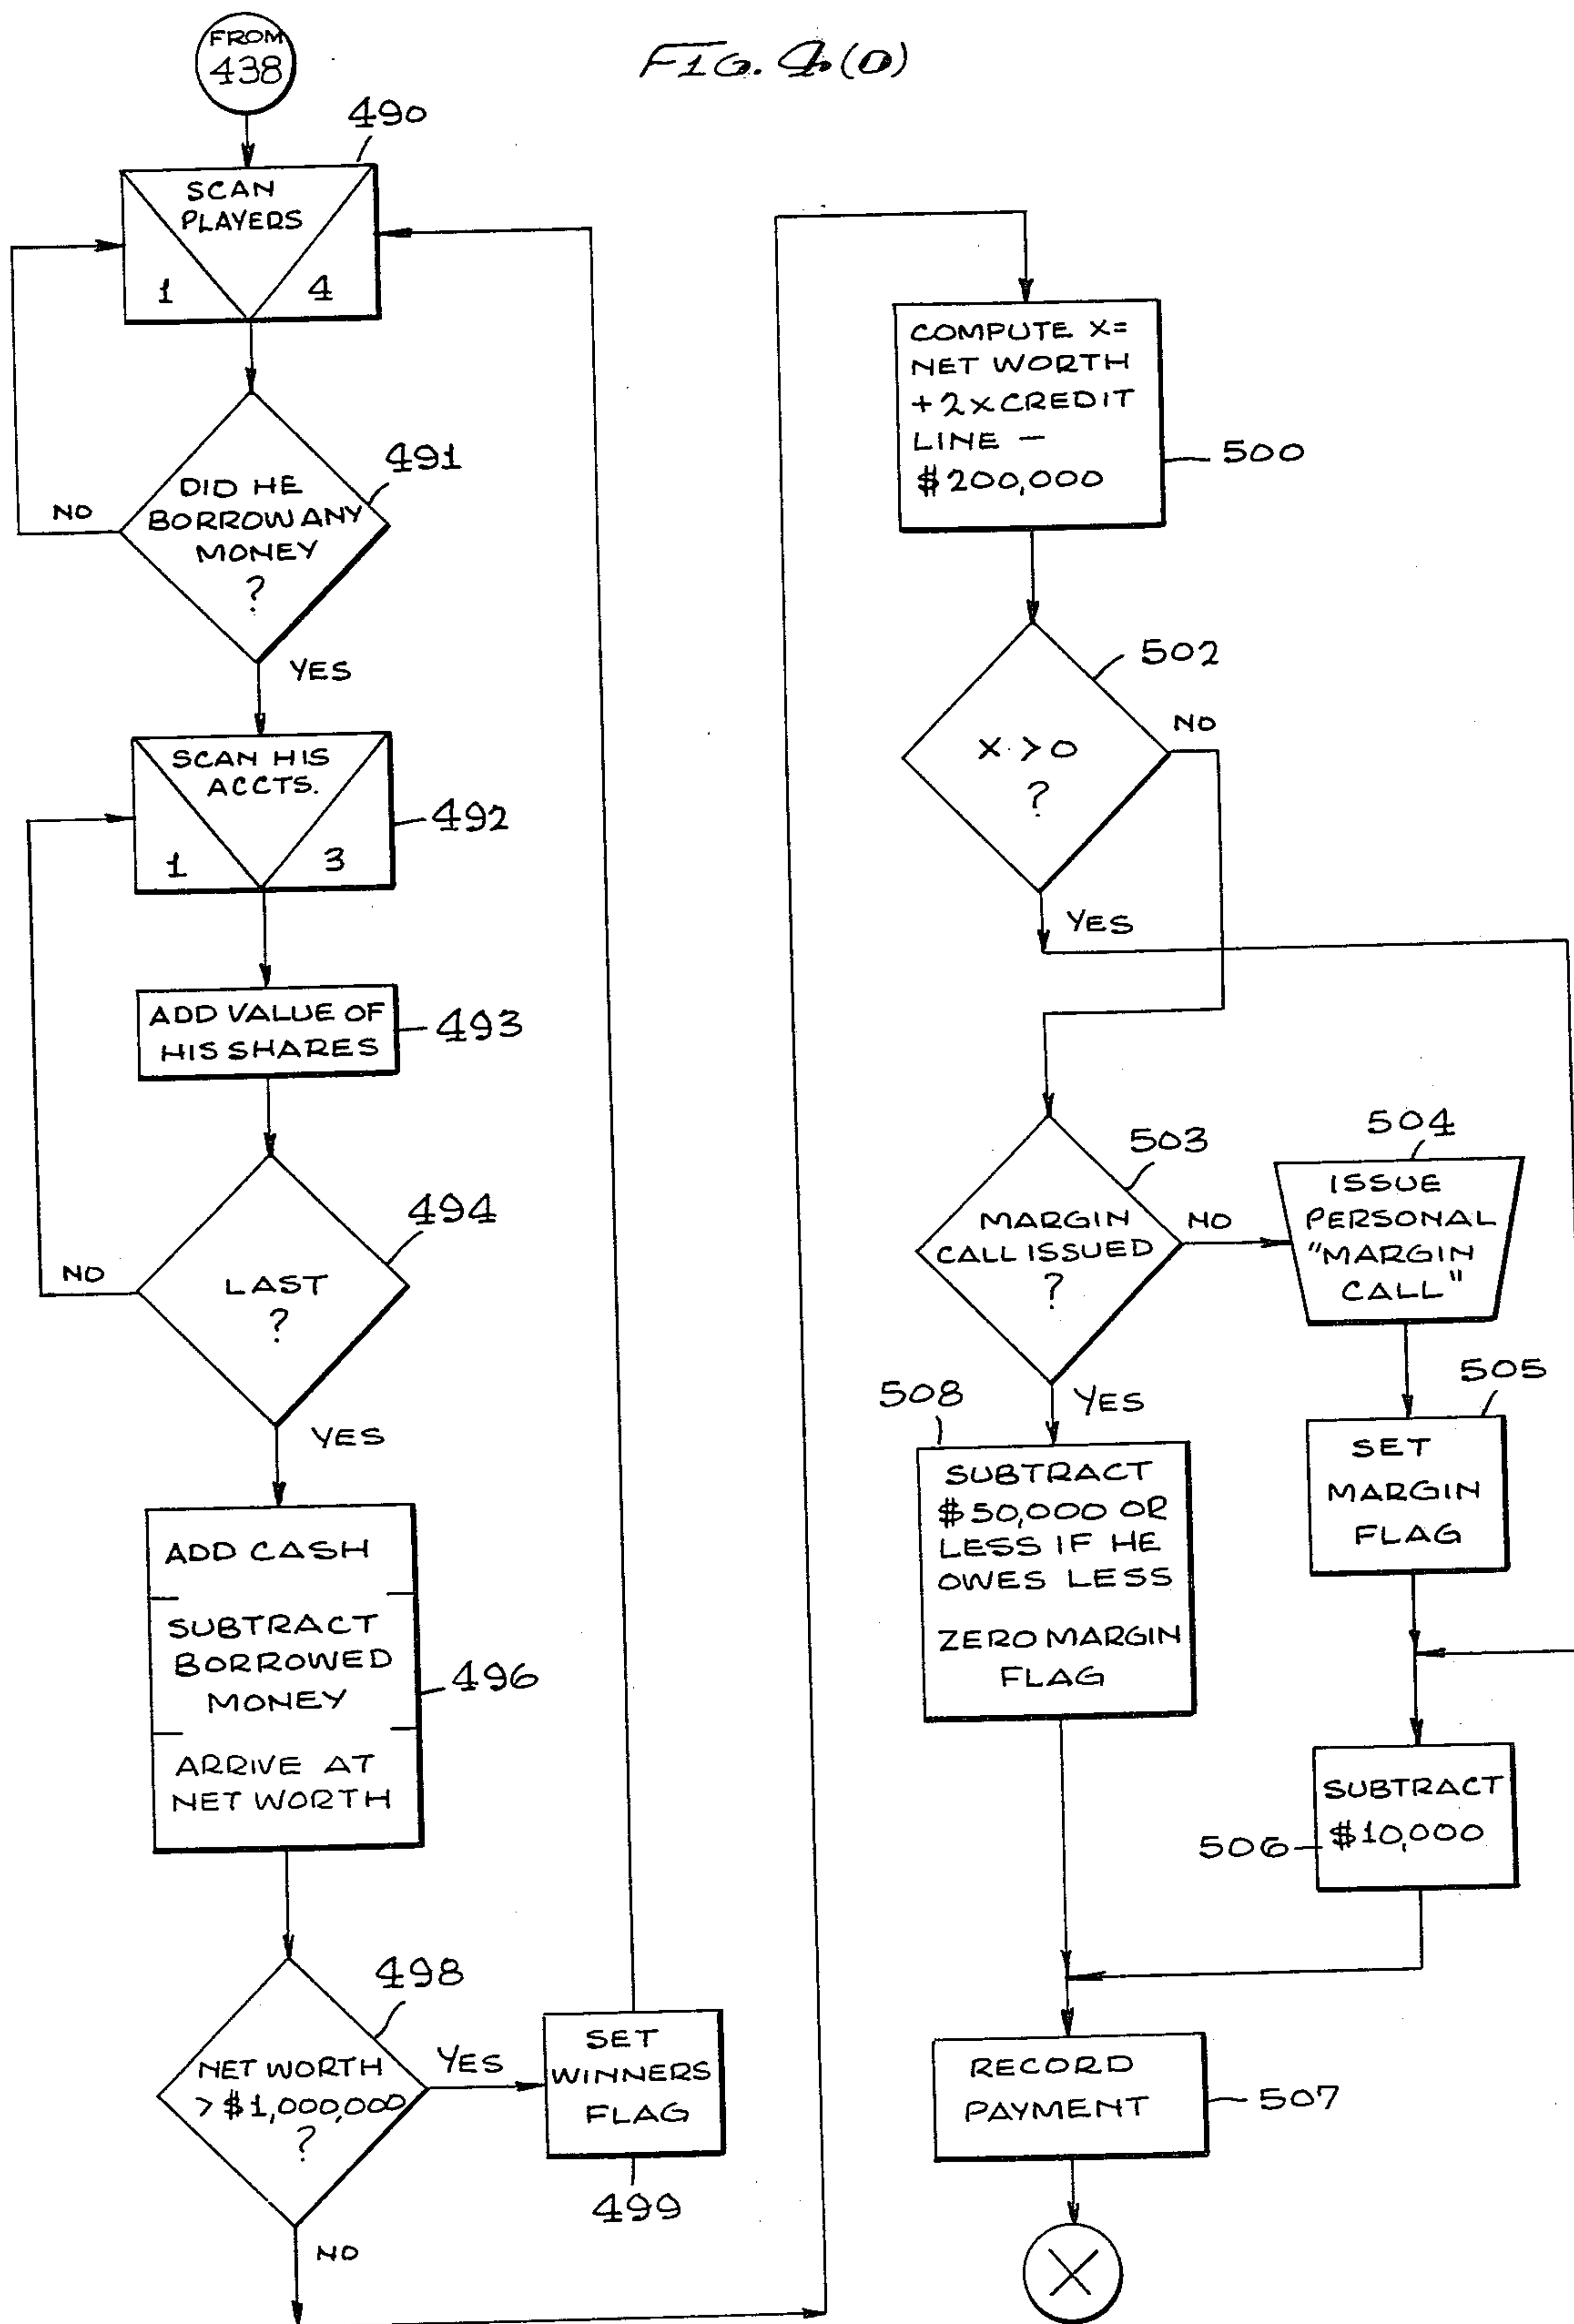 FIG. 4(O)
FROM
438
490
SCAN
PLAYERS
1
4
491
DID HE
BORROW ANY
MONEY
?
NO
YES
SCAN HIS
ACCTS.
1
3
492
ADD VALUE OF
HIS SHARES
493
494
LAST
?
NO
YES
ADD CASH
SUBTRACT
BORROWED
MONEY
ARRIVE AT
NET WORTH
496
498
NET WORTH
> $1,000,000
?
YES
NO
SET
WINNERS
FLAG
499
COMPUTE X=
NET WORTH
+2XCREDIT
LINE —
$200,000
500
502
X > 0
?
NO
YES
503
MARGIN
CALL ISSUED
?
NO
YES
504
ISSUE
PERSONAL
"MARGIN
CALL"
505
SET
MARGIN
FLAG
508
SUBTRACT
$50,000 OR
LESS IF HE
OWES LESS
ZERO MARGIN
FLAG
SUBTRACT
$10,000
506
RECORD
PAYMENT
507
X